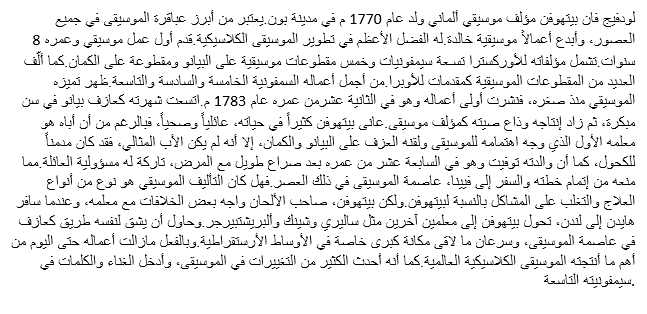 لودفيج فان بيتهوفن مؤلف موسيقي ألماني ولد عام 1770 م في مدينة بون.يعتبر من أبرز عباقرة الموسيقى في جميع
العصور، وأبدع أعمالاً موسيقية خالدة.له الفضل الأعظم في تطوير الموسيقى الكلاسيكية.قدم أول عمل موسيقي وعمره 8
سنوات.تشمل مؤلفاته للأوركسترا تسعة سيمفونيات وخمس مقطوعات موسيقية على البيانو ومقطوعة على الكمان.كما ألّف
العديد من المقطوعات الموسيقية كمقدمات للأوبرا.من أجمل أعماله السمفونية الخامسة والسادسة والتاسعة.ظهر تميزه
الموسيقي منذ صغره، فنشرت أولى أعماله وهو في الثانية عشرمن عمره عام 1783 م.اتسعت شهرته كعازف بيانو في سن
مبكرة، ثم زاد إنتاجه وذاع صيته كمؤلف موسيقى.عانى بيتهوفن كثيراً في حياته، عائلياً وصحياً، فبالرغم من أن أباه هو
معلمه الأول الذي وجه اهتمامه للموسيقى ولقنه العزف على البيانو والكمان، إلا أنه لم يكن الأب المثالي، فقد كان مدمناً
للكحول، كما أن والدته توفيت وهو في السابعة عشر من عمره بعد صراع طويل مع المرض، تاركة له مسؤولية العائلة.مما
منعه من إتمام خطته والسفر إلى فيينا، عاصمة الموسيقى في ذلك العصر.فهل كان التأليف الموسيقي هو نوع من أنواع
العلاج والتغلب على المشاكل بالنسبة لبيتهوفن.ولكن بيتهوفن، صاحب الألحان واجه بعض الخلافات مع معلمه، وعندما سافر
هايدن إلى لندن، تحول بيتهوفن إلى معلمين آخرين مثل ساليري وشينك وألبريشتبيرجر.وحاول أن يشق لنفسه طريق كعازف
في عاصمة الموسيقى، وسرعان ما لاقى مكانة كبرى خاصة في الأوساط الأرستقراطية.وبالفعل مازالت أعماله حتى اليوم من
أهم ما أنتجته الموسيقى الكلاسيكية العالمية.كما أنه أحدث الكثير من التغييرات في الموسيقى، وأدخل الغناء والكلمات في
.سيمفونيته التاسعة